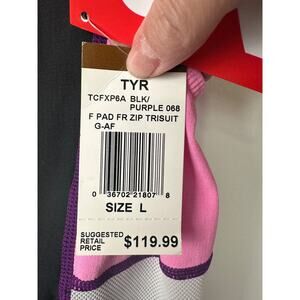 TYR
TCFXP6A BLK/
PURPLE 068
F PAD FR ZIP TRISUIT
G-AF
0 36702 21807 8
SIZE L
SUGGESTED
RETAIL
PRICE
$119.99